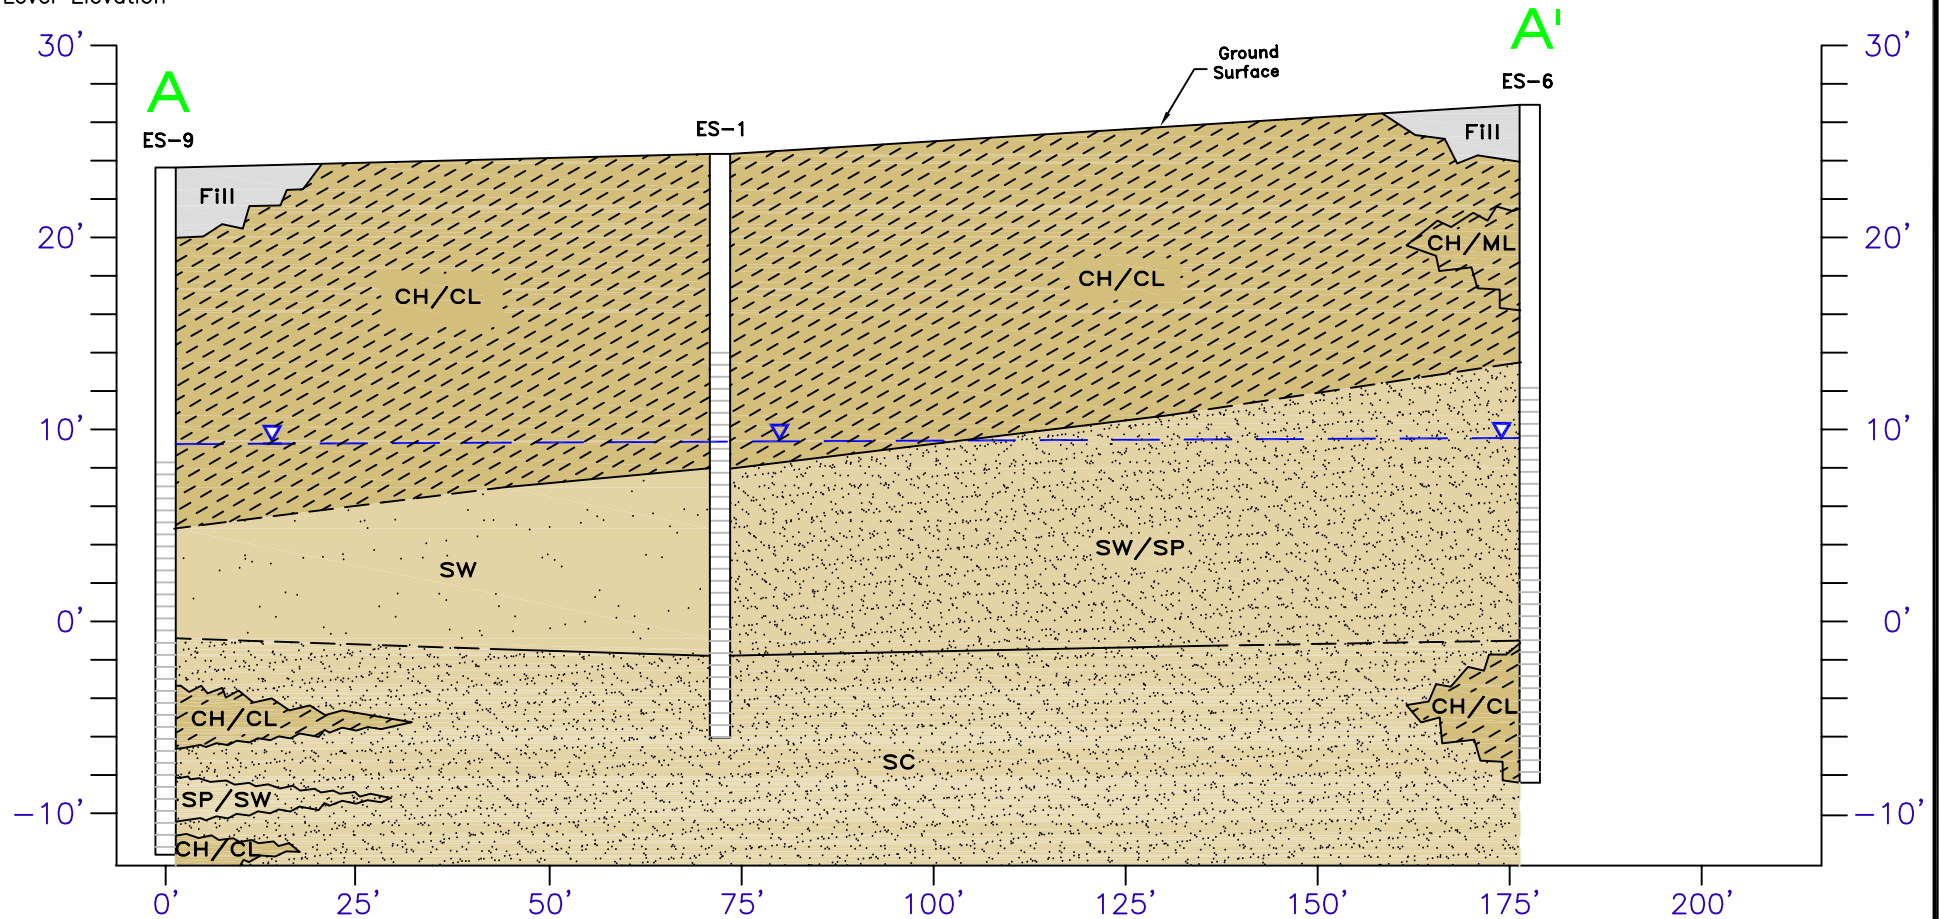 A'
30'
30'
Ground
Surface
A
ES-6
ES-1
ES-9
Fill
Fill
20'
20'
CH/ML
CH/CL
CH/CL
10'
10'
SW/SP
SW
0'
0'
CH/CL
CH/CL
SC
SP/SW
-10'
-10'
CH/CL
0'
25'
50'
75'
100'
125'
150'
175'
200'